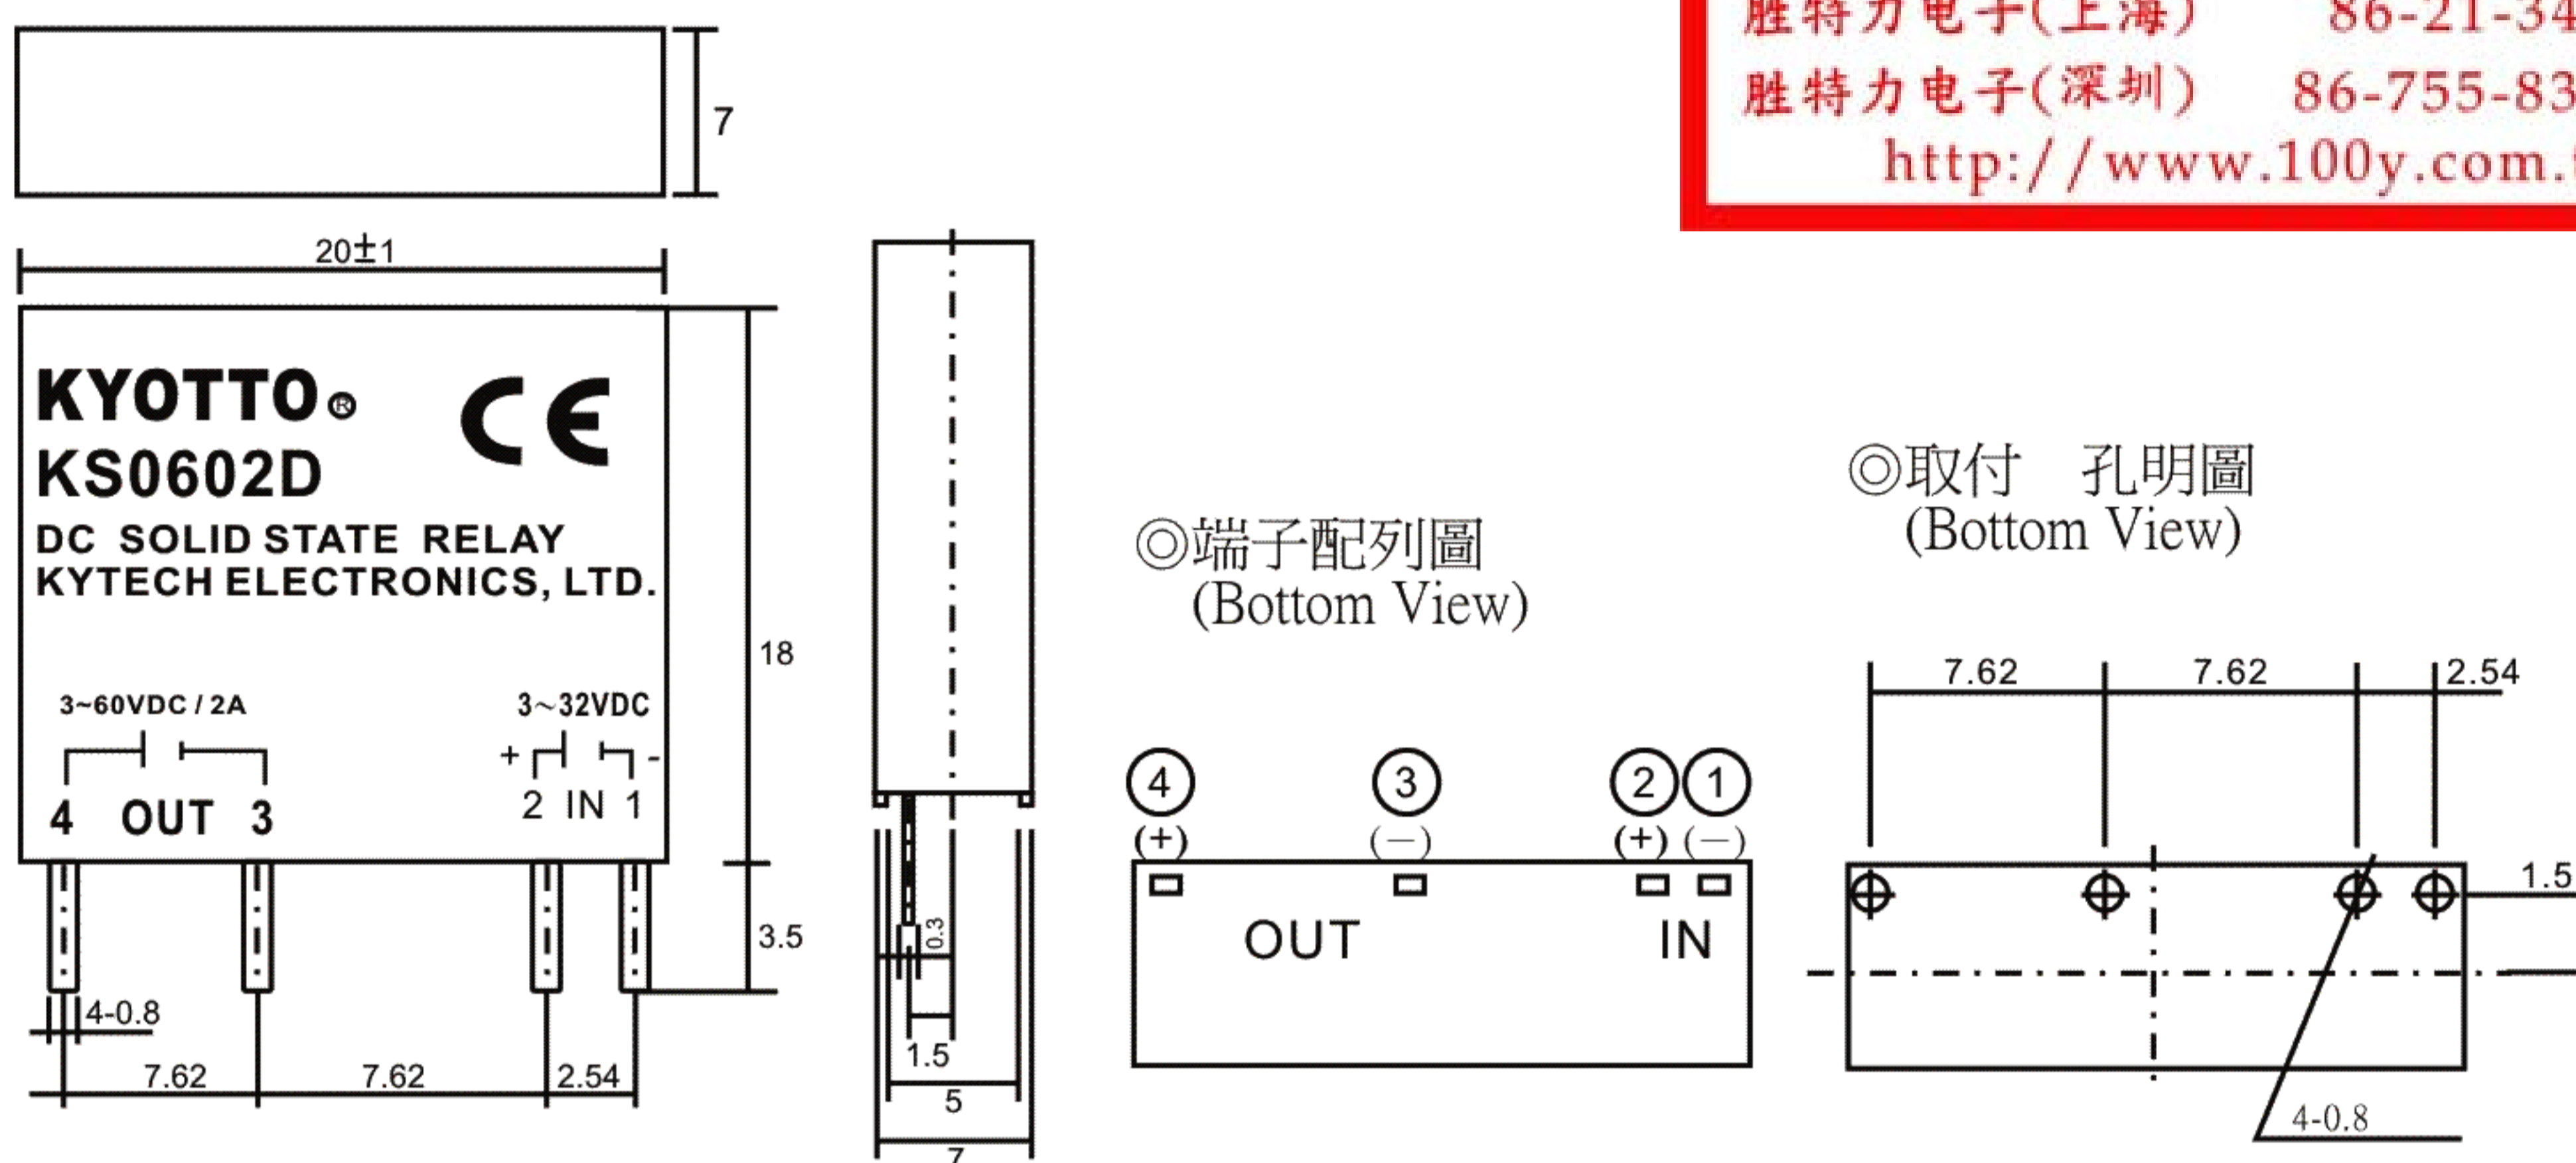 胜特力电子(上海) 86-21-34
胜特力电子(深圳) 86-755-83
http://www.100y.com.
7
20±1
KYOTTO®
CE
KS0602D
DC SOLID STATE RELAY
KYTECH ELECTRONICS, LTD.
3~60VDC / 2A
3~32VDC
+ -
4 OUT 3
2 IN 1
18
3.5
4-0.8
7.62 7.62 2.54
0.3
1.5
5
7
◎端子配列圖
(Bottom View)
④ ③ ② ①
(+) (—) (+) (—)
OUT IN
◎取付 孔明圖
(Bottom View)
7.62 7.62 2.54
1.5
4-0.8